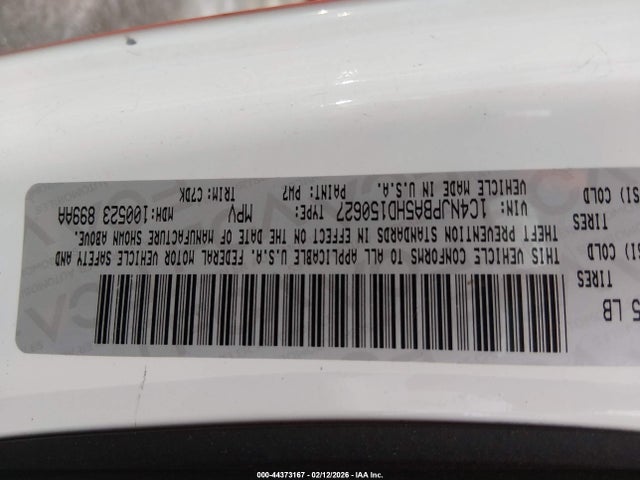 5 LB
TIRES
SI) COLD
TIRES
SI) COLD
THIS VEHICLE CONFORMS TO ALL APPLICABLE U.S.A. FEDERAL MOTOR VEHICLE SAFETY AND
THEFT PREVENTION STANDARDS IN EFFECT ON THE DATE OF MANUFACTURE SHOWN ABOVE.
VIN: 1C4NJPBA5HD150627 TYPE: MPV MDH:100523 899AA
VEHICLE MADE IN U.S.A. PAINT: PW7 TRIM: C7DK
000-44373167 - 02/12/2026 - IAA Inc.